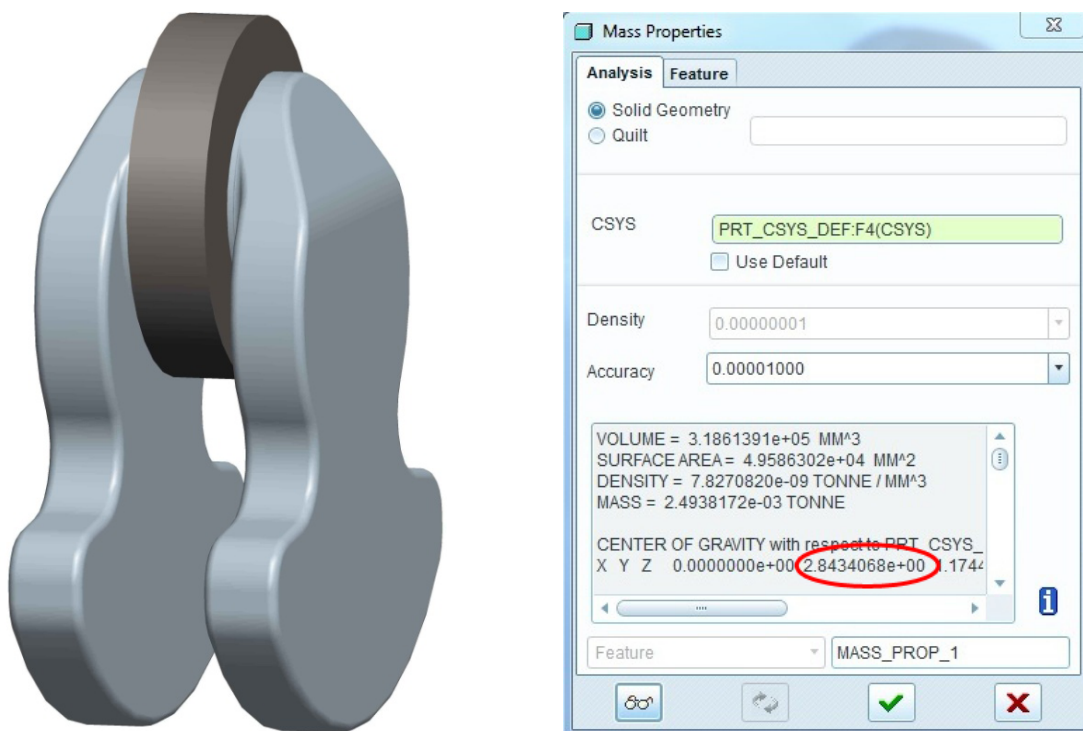 Mass Properties
Analysis Feature
Solid Geometry
Quilt
CSYS PRT_CSYS_DEF:F4(CSYS)
Use Default
Density 0.00000001
Accuracy 0.00001000
VOLUME = 3.1861391e+05 MM^3
SURFACE AREA = 4.9586302e+04 MM^2
DENSITY = 7.8270820e-09 TONNE / MM^3
MASS = 2.4938172e-03 TONNE
CENTER OF GRAVITY with respect to PRT_CSYS_
X Y Z 0.0000000e+00 2.8434068e+00 1.1744
Feature MASS_PROP_1